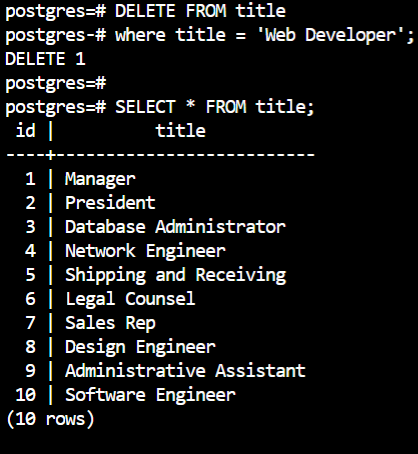 postgres=# DELETE FROM title
postgres-# where title = 'Web Developer';
DELETE 1
postgres=#
postgres=# SELECT * FROM title;
 id |          title
----+--------------------------
  1 | Manager
  2 | President
  3 | Database Administrator
  4 | Network Engineer
  5 | Shipping and Receiving
  6 | Legal Counsel
  7 | Sales Rep
  8 | Design Engineer
  9 | Administrative Assistant
 10 | Software Engineer
(10 rows)